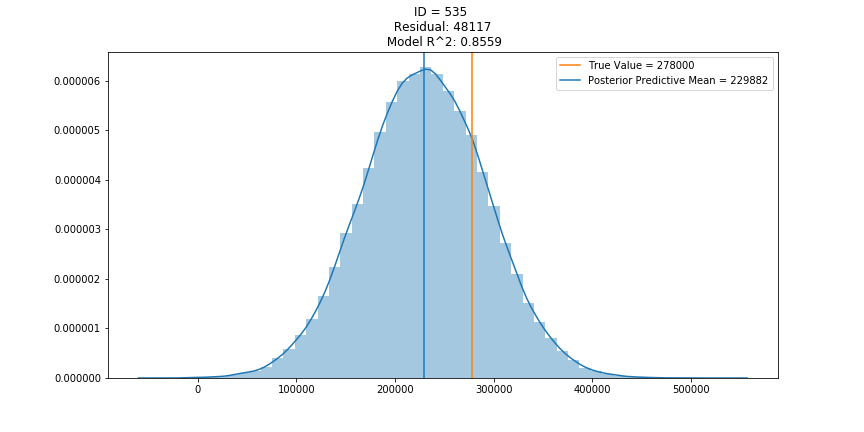 ID = 535
Residual: 48117
Model R^2: 0.8559
True Value = 278000
Posterior Predictive Mean = 229882
0.000006
0.000005
0.000004
0.000003
0.000002
0.000001
0.000000
0 100000 200000 300000 400000 500000